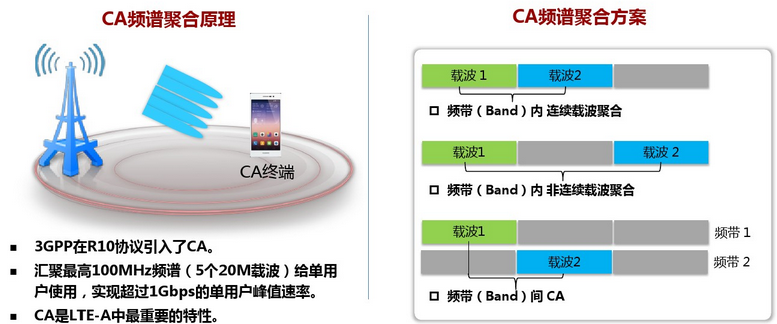 CA频谱聚合原理
CA终端
■ 3GPP在R10协议引入了CA。
■ 汇聚最高100MHz频谱（5个20M载波）给单用
户使用，实现超过1Gbps的单用户峰值速率。
■ CA是LTE-A中最重要的特性。
CA频谱聚合方案
载波 1 载波2
□ 频带（Band）内 连续载波聚合
载波1 载波 2
□ 频带（Band）内 非连续载波聚合
载波1 频带 1
载波2 频带 2
□ 频带（Band）间 CA